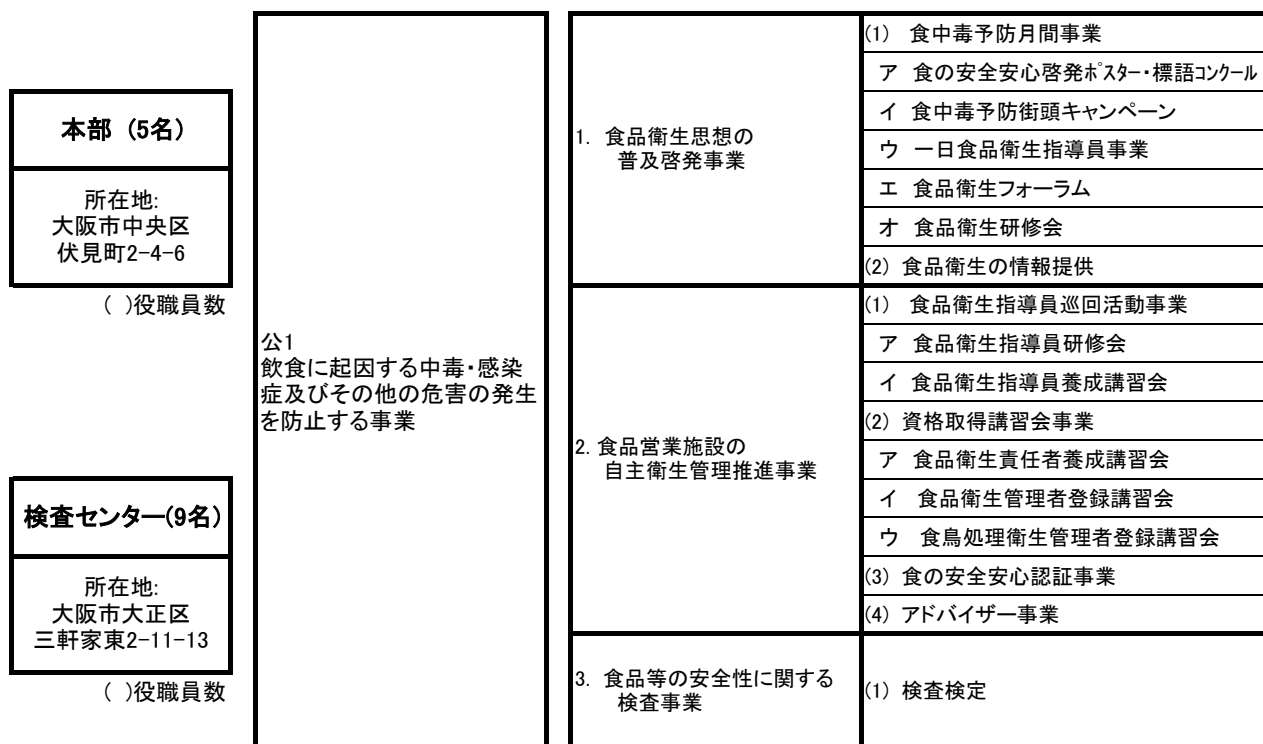 本部 (5名)
所在地:
大阪市中央区
伏見町2-4-6
( )役職員数
検査センター(9名)
所在地:
大阪市大正区
三軒家東2-11-13
( )役職員数
公1
飲食に起因する中毒・感染
症及びその他の危害の発生
を防止する事業
1. 食品衛生思想の
普及啓発事業
(1) 食中毒予防月間事業
ア 食の安全安心啓発ﾎﾟｽﾀｰ・標語ｺﾝｸｰﾙ
イ 食中毒予防街頭キャンペーン
ウ 一日食品衛生指導員事業
エ 食品衛生フォーラム
オ 食品衛生研修会
(2) 食品衛生の情報提供
2. 食品営業施設の
自主衛生管理推進事業
(1) 食品衛生指導員巡回活動事業
ア 食品衛生指導員研修会
イ 食品衛生指導員養成講習会
(2) 資格取得講習会事業
ア 食品衛生責任者養成講習会
イ 食品衛生管理者登録講習会
ウ 食鳥処理衛生管理者登録講習会
(3) 食の安全安心認証事業
(4) アドバイザー事業
3. 食品等の安全性に関する
検査事業
(1) 検査検定